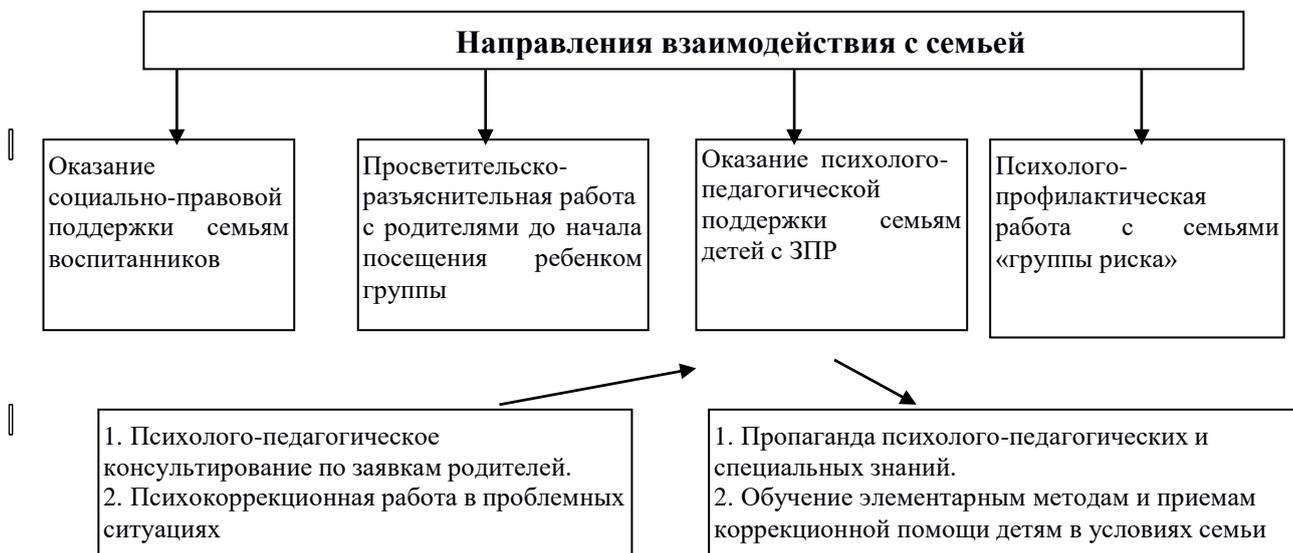 Направления взаимодействия с семьей
Оказание
социально-правовой
поддержки семьям
воспитанников
Просветительско-
разъяснительная работа
с родителями до начала
посещения ребенком
группы
Оказание психолого-
педагогической
поддержки семьям
детей с ЗПР
Психолого-
профилактическая
работа с семьями
«группы риска»
1. Психолого-педагогическое
консультирование по заявкам родителей.
2. Психокоррекционная работа в проблемных
ситуациях
1. Пропаганда психолого-педагогических и
специальных знаний.
2. Обучение элементарным методам и приемам
коррекционной помощи детям в условиях семьи